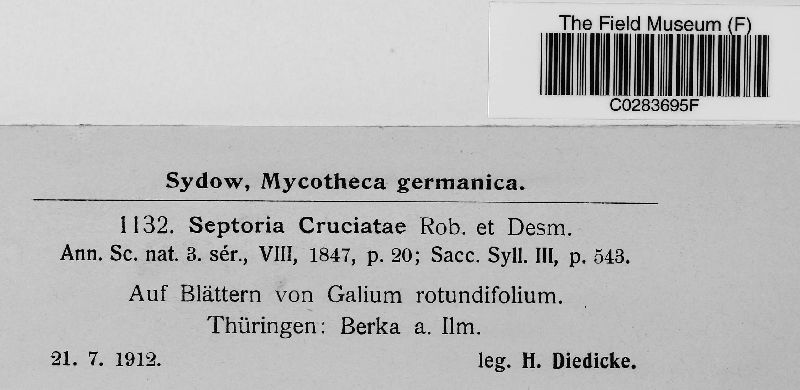 The Field Museum (F)
C0283695F
Sydow, Mycotheca germanica.
1132. Septoria Cruciatae Rob. et Desm.
Ann. Sc. nat. 3. sér., VIII, 1847, p. 20; Sacc. Syll. III, p. 543.
Auf Blättern von Galium rotundifolium.
Thüringen: Berka a. Ilm.
21. 7. 1912. leg. H. Diedicke.